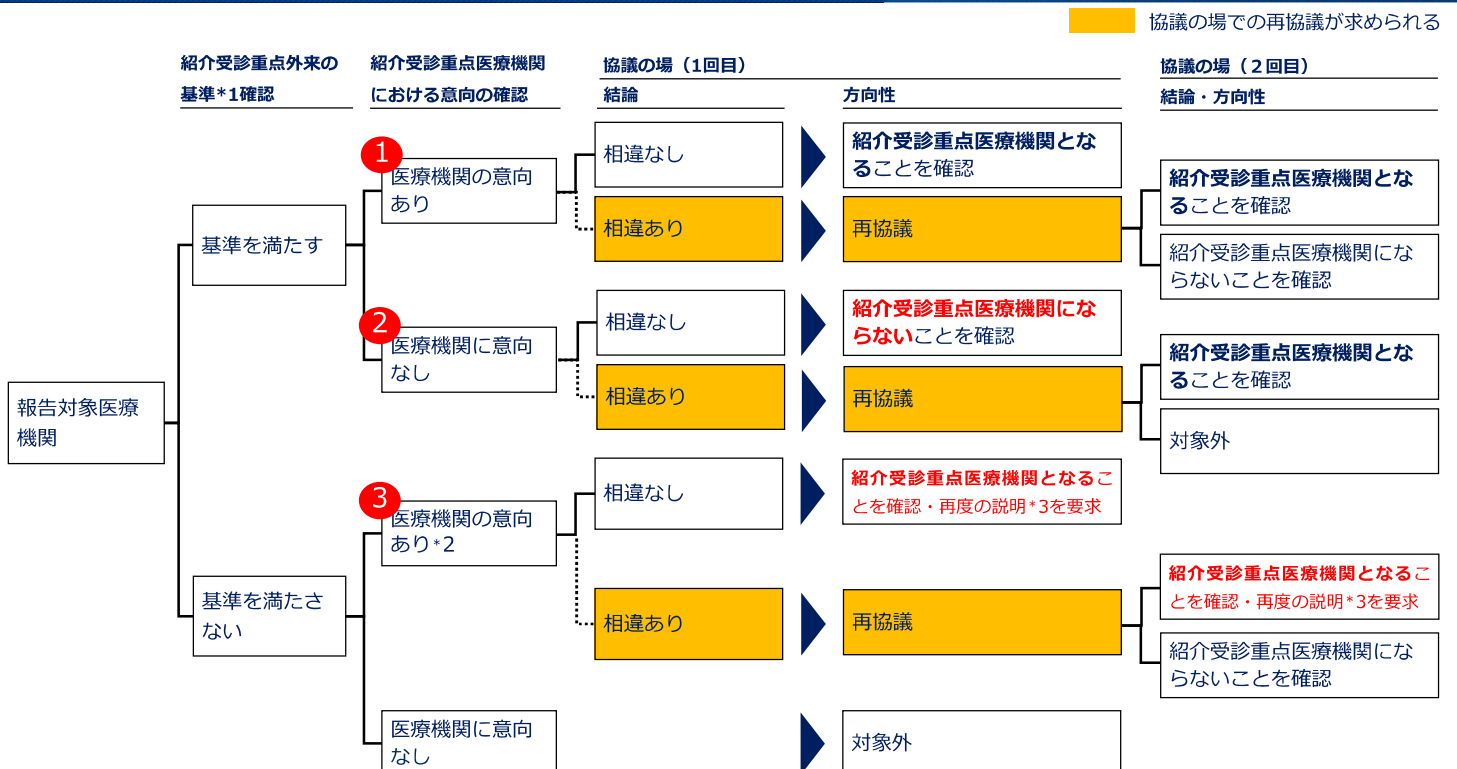 協議の場での再協議が求められる
紹介受診重点外来の
基準*1確認
紹介受診重点医療機関
における意向の確認
協議の場（1回目）
結論
方向性
協議の場（２回目）
結論・方向性
報告対象医療
機関
基準を満たす
1
医療機関の意向
あり
相違なし
紹介受診重点医療機関とな
ることを確認
相違あり
再協議
紹介受診重点医療機関とな
ることを確認
紹介受診重点医療機関にな
らないことを確認
2
医療機関に意向
なし
相違なし
紹介受診重点医療機関にな
らないことを確認
相違あり
再協議
紹介受診重点医療機関とな
ることを確認
対象外
基準を満たさ
ない
3
医療機関の意向
あり*2
相違なし
紹介受診重点医療機関となるこ
とを確認・再度の説明*3を要求
相違あり
再協議
紹介受診重点医療機関となるこ
とを確認・再度の説明*3を要求
紹介受診重点医療機関にな
らないことを確認
医療機関に意向
なし
対象外